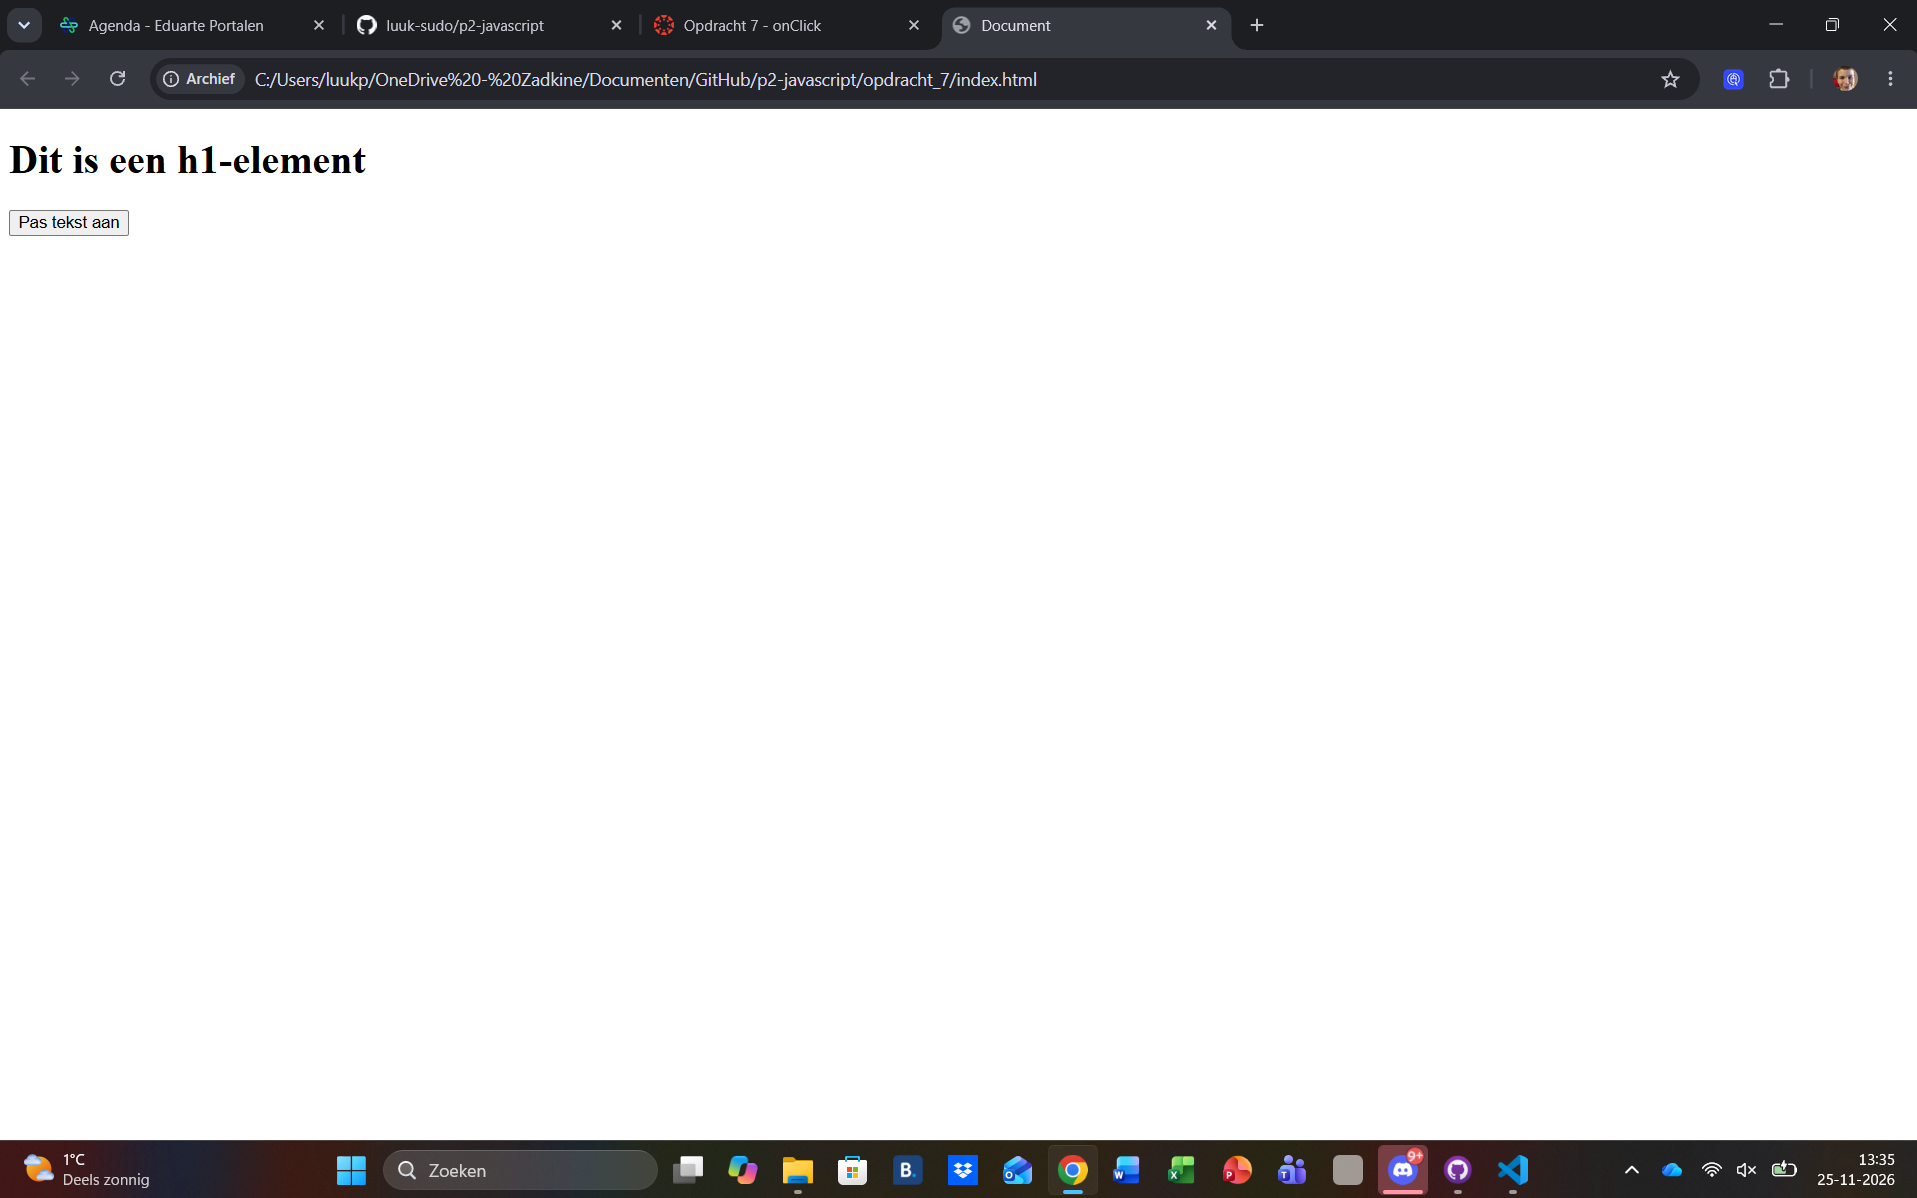 Agenda - Eduarte Portalen
luuk-sudo/p2-javascript
Opdracht 7 - onClick
Document
Archief
C:/Users/luukp/OneDrive%20-%20Zadkine/Documenten/GitHub/p2-javascript/opdracht_7/index.html
Dit is een h1-element
Pas tekst aan
1°C
Deels zonnig
Zoeken
B.
O
W
X
P
T
9+
13:35
25-11-2026